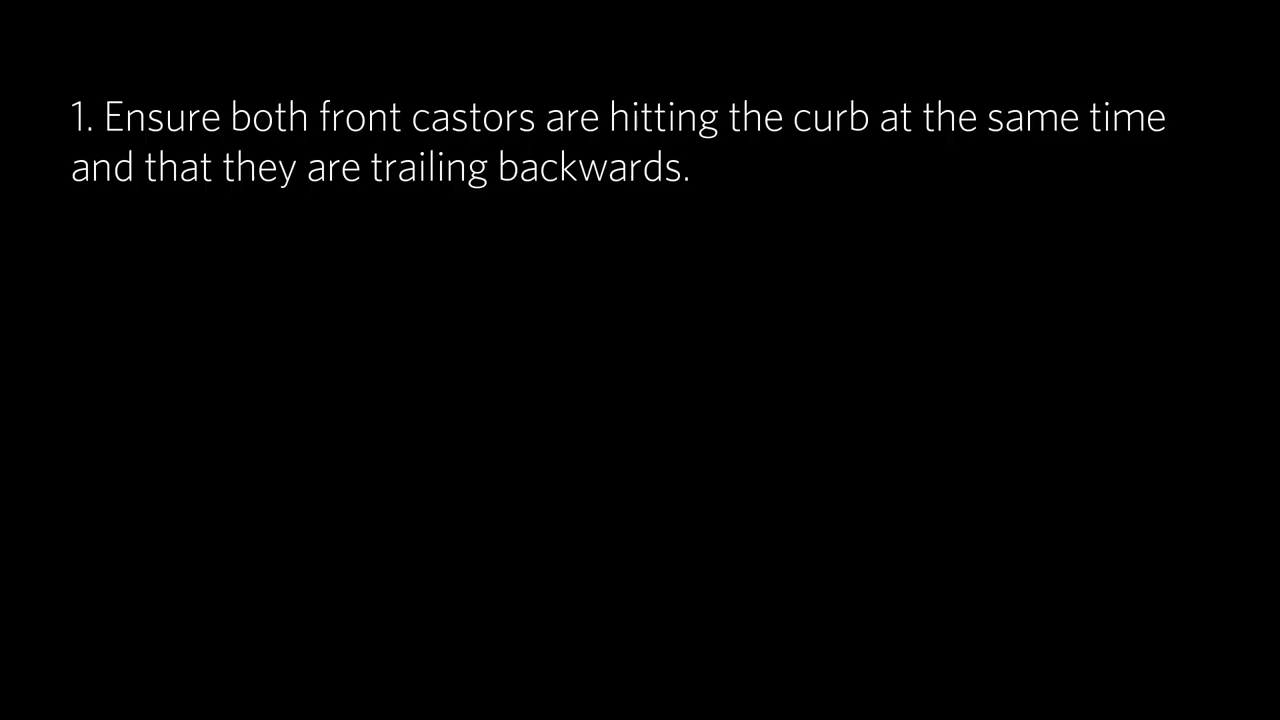 1. Ensure both front castors are hitting the curb at the same time
and that they are trailing backwards.